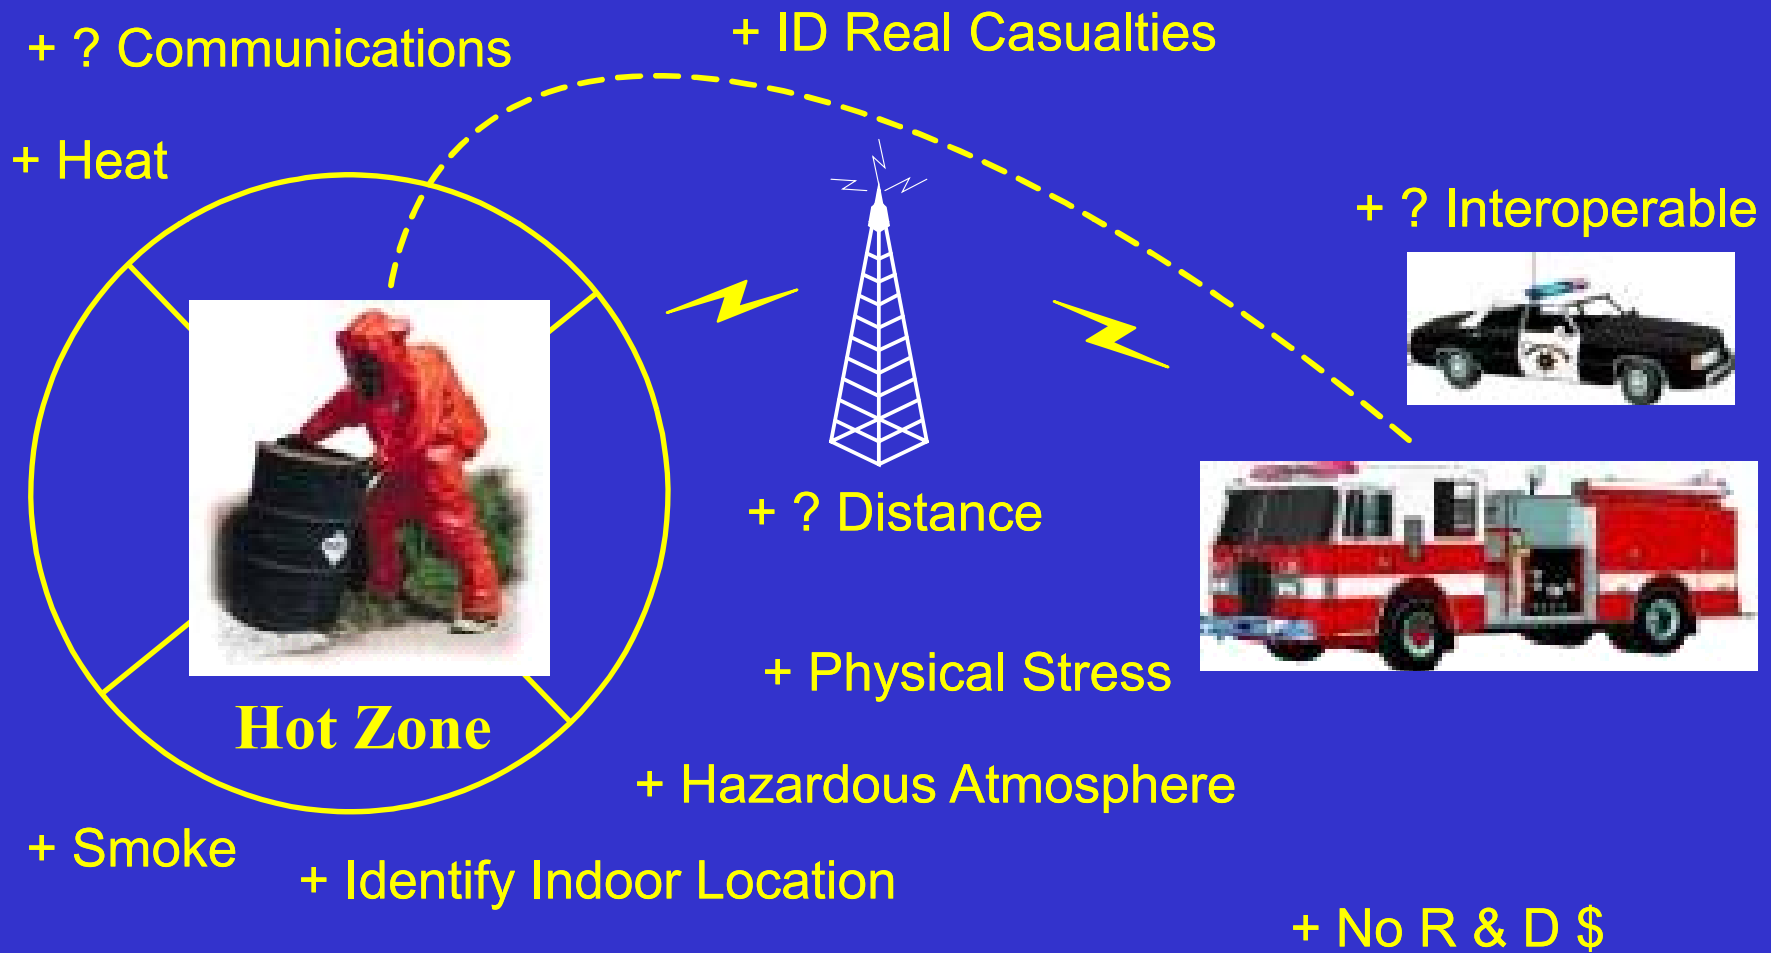 + ? Communications
+ ID Real Casualties
+ Heat
+ ? Interoperable
+ ? Distance
+ Physical Stress
Hot Zone
+ Hazardous Atmosphere
+ Smoke
+ Identify Indoor Location
+ No R & D $